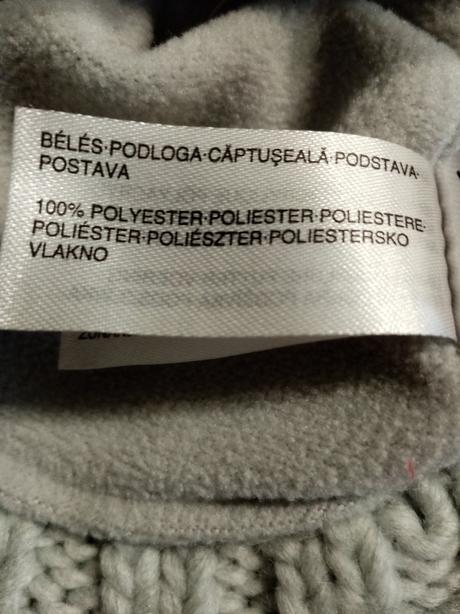 BÉLÉS·PODLOGA·CĂPTUŞEALĂ·PODSTAVA·
POSTAVA
100% POLYESTER·POLIESTER·POLIESTERE·
POLIÉSTER·POLIÉSZTER·POLIESTERSKO
VLAKNO